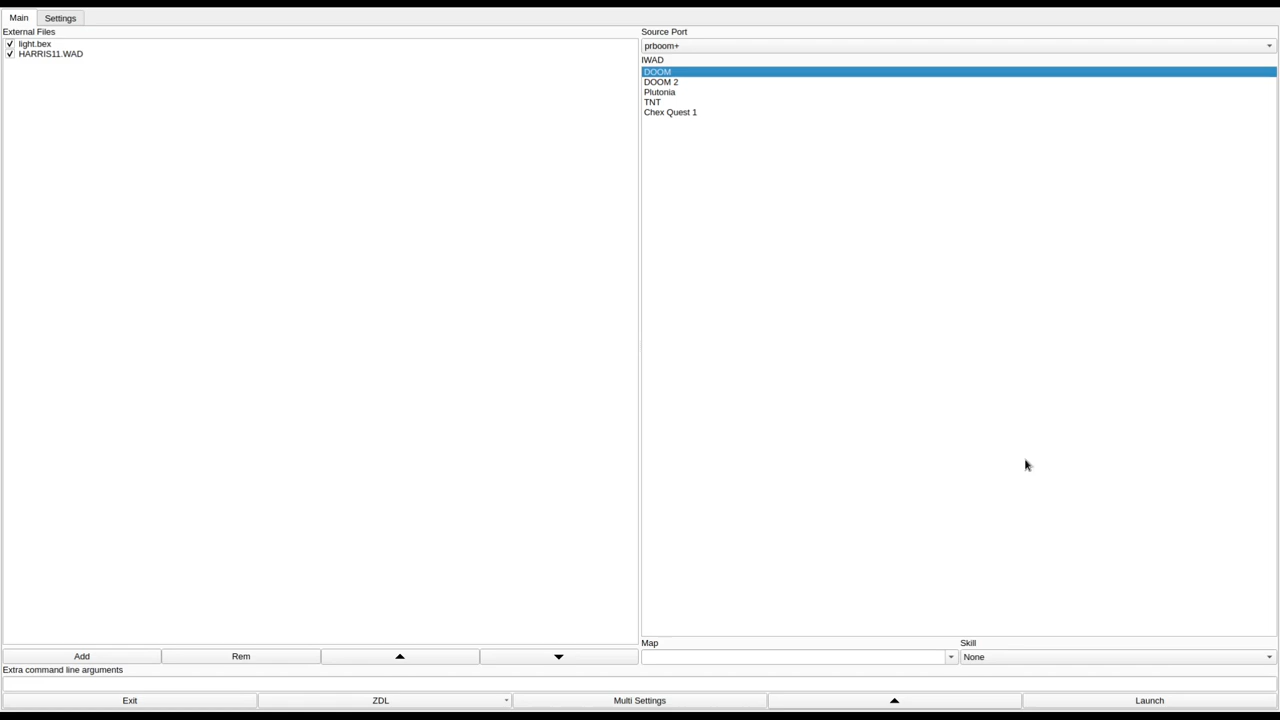 Main Settings
External Files
light.bex
HARRIS11.WAD
Source Port
prboom+
IWAD
DOOM
DOOM 2
Plutonia
TNT
Chex Quest 1
Map Skill
None
Add Rem
Extra command line arguments
Exit ZDL Multi Settings Launch